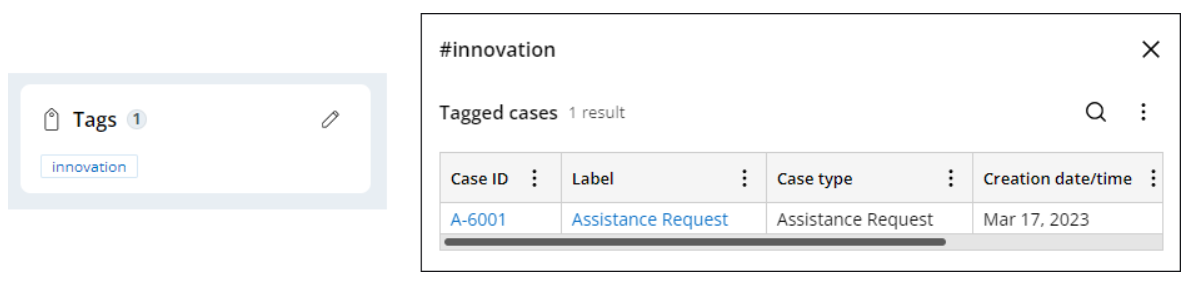 Tags 1
innovation
#innovation
Tagged cases 1 result
Case ID Label Case type Creation date/time
A-6001 Assistance Request Assistance Request Mar 17, 2023